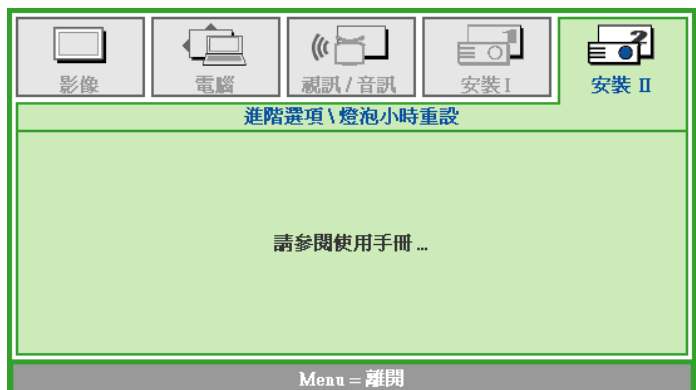 影像
電腦
視訊 / 音訊
安裝 I
安裝 II
進階選項 \ 燈泡小時重設
請參閱使用手冊 ...
Menu = 離開